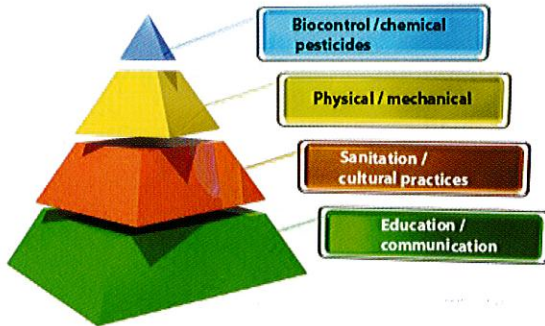 Biocontrol / chemical
pesticides
Physical / mechanical
Sanitation /
cultural practices
Education /
communication